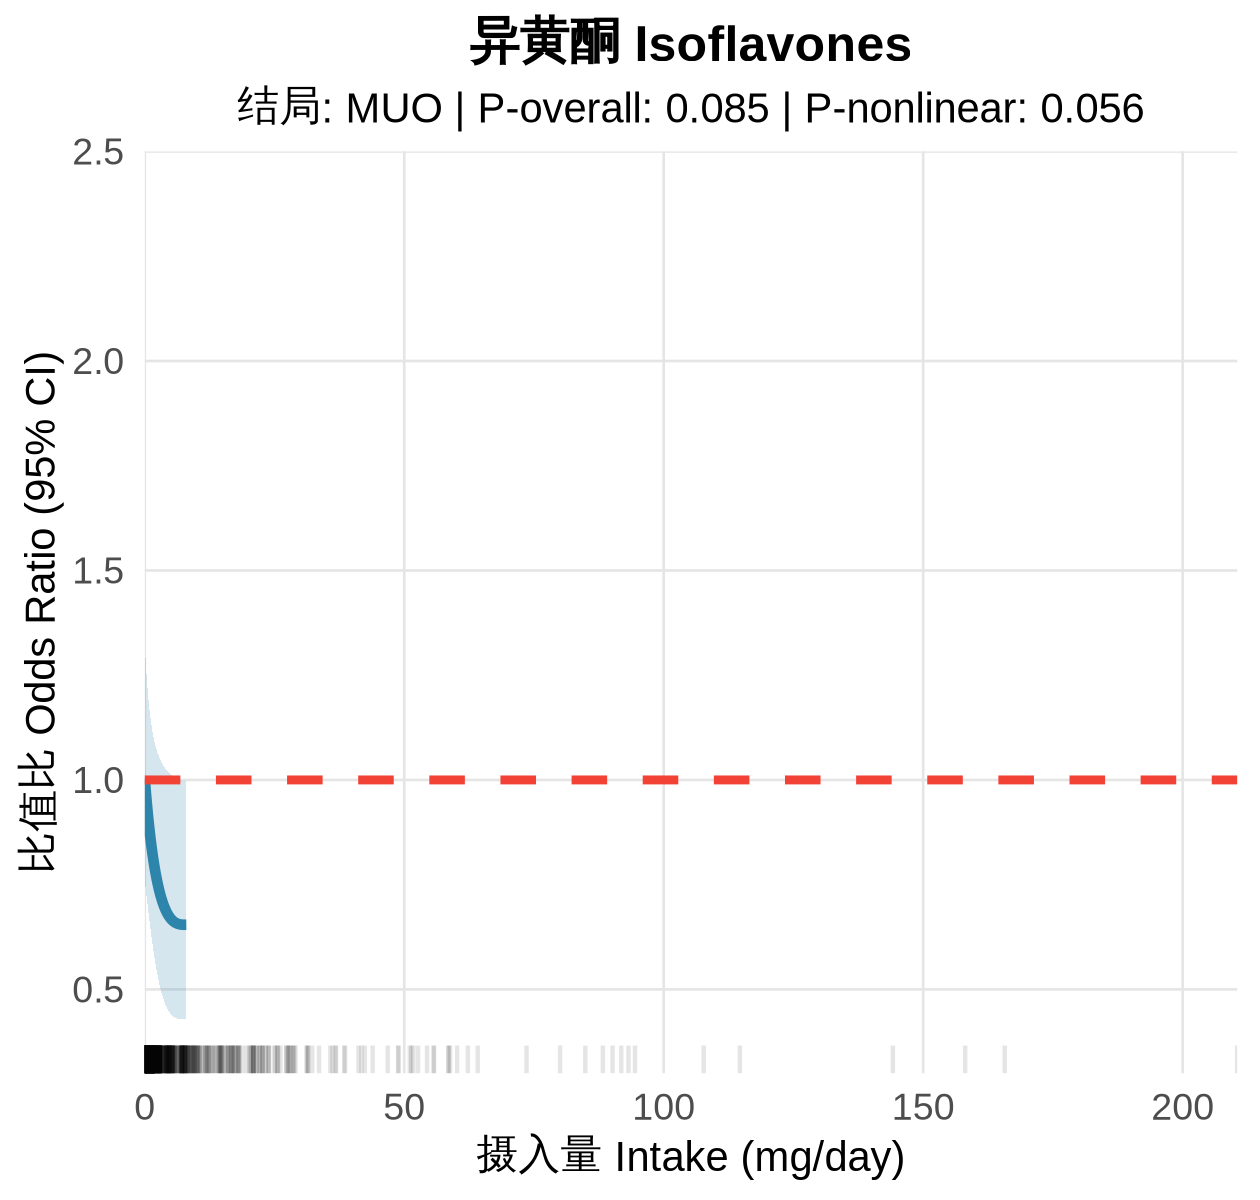 异黄酮 Isoflavones
结局: MUO | P-overall: 0.085 | P-nonlinear: 0.056
比值比 Odds Ratio (95% CI)
2.5
2.0
1.5
1.0
0.5
0 50 100 150 200
摄入量 Intake (mg/day)